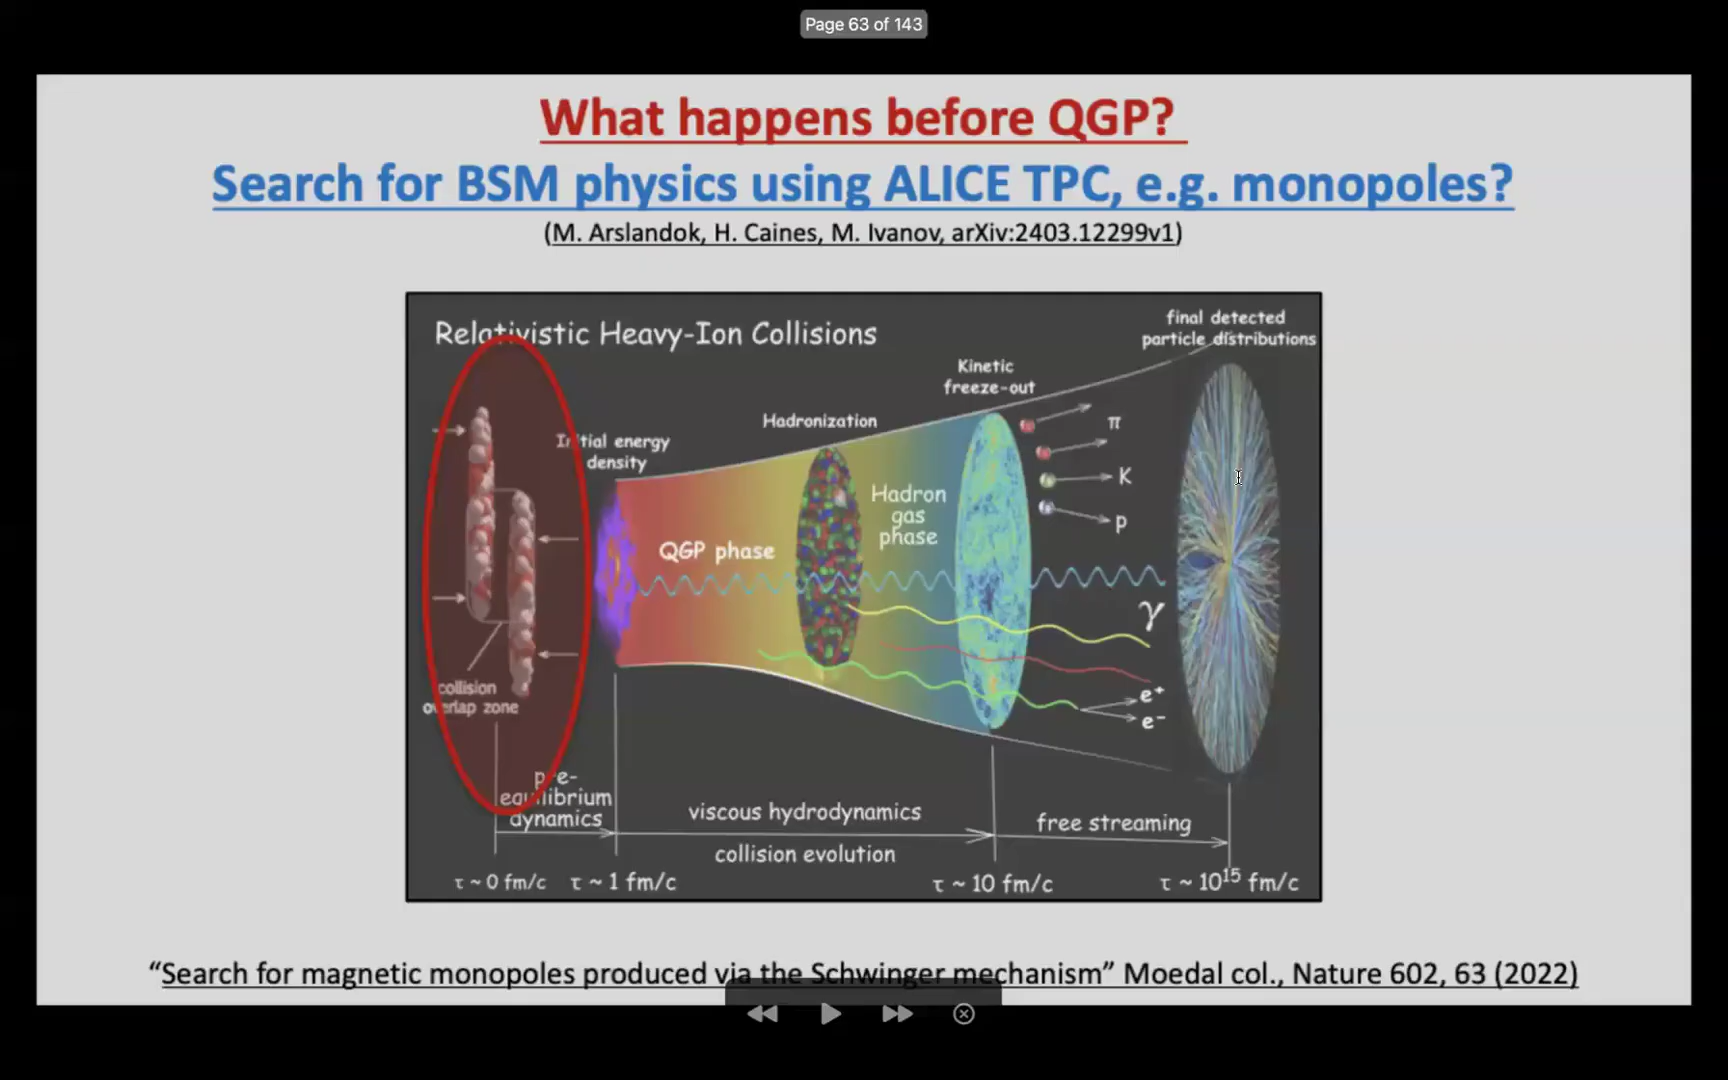 Page 63 of 143
What happens before QGP?
Search for BSM physics using ALICE TPC, e.g. monopoles?
(M. Arslandok, H. Caines, M. Ivanov, arXiv:2403.12299v1)
Relativistic Heavy-Ion Collisions
final detected
particle distributions
Kinetic
freeze-out
Hadronization
Initial energy
density
π
K
p
Hadron
gas
phase
QGP phase
γ
e⁺
e⁻
collision
overlap zone
pre-
equilibrium
dynamics
viscous hydrodynamics
collision evolution
free streaming
τ ~ 0 fm/c
τ ~ 1 fm/c
τ ~ 10 fm/c
τ ~ 10¹⁵ fm/c
“Search for magnetic monopoles produced via the Schwinger mechanism” Moedal col., Nature 602, 63 (2022)